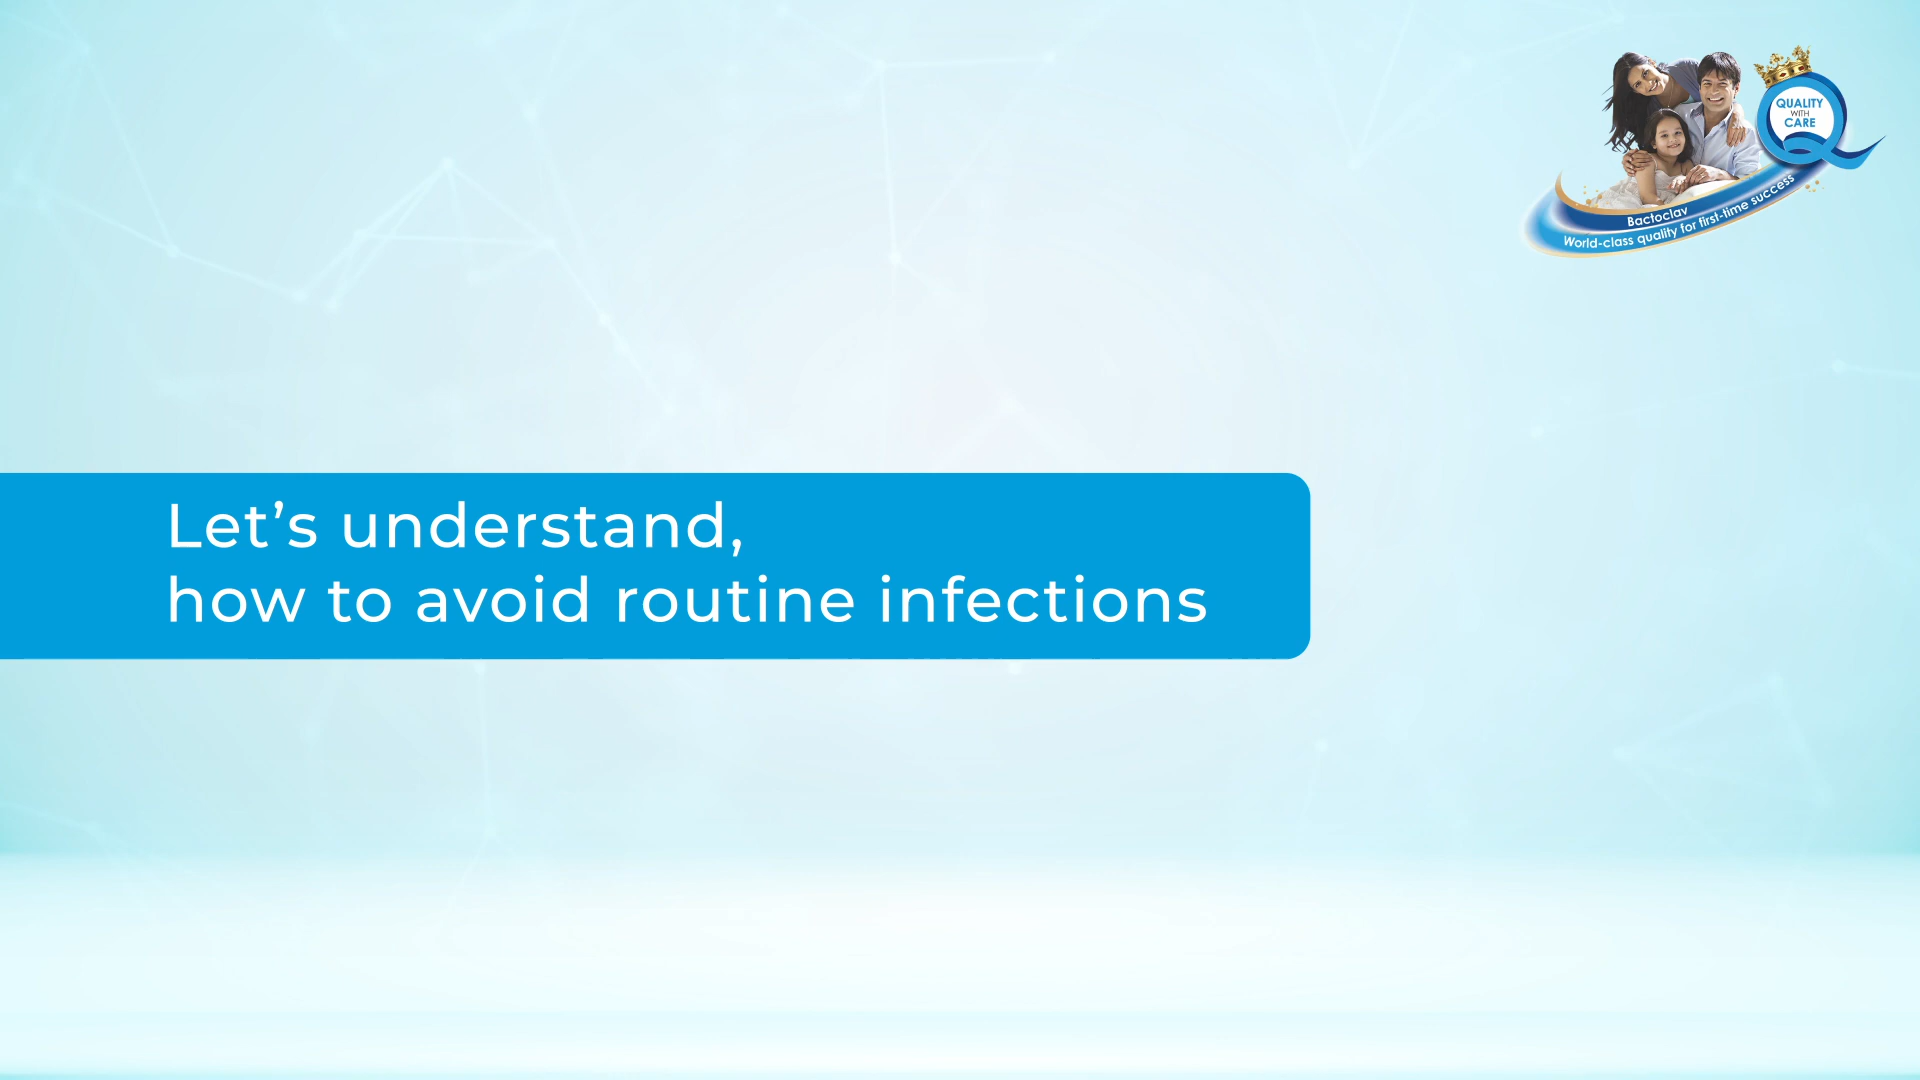 QUALITY
WITH
CARE
Bactoclav
World-class quality for first-time success
Let’s understand,
how to avoid routine infections